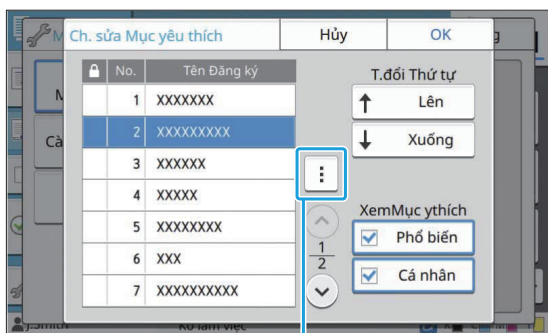 Ch. sửa Mục yêu thích
Hủy
OK
No. Tên Đăng ký
1 XXXXXXX
2 XXXXXXXXX
3 XXXXXX
4 XXXXX
5 XXXXXXXX
6 XXX
7 XXXXXXXXXX
T.đổi Thứ tự
Lên
Xuống
1
2
XemMục ythích
Phổ biến
Cá nhân
Cà
J.Smith